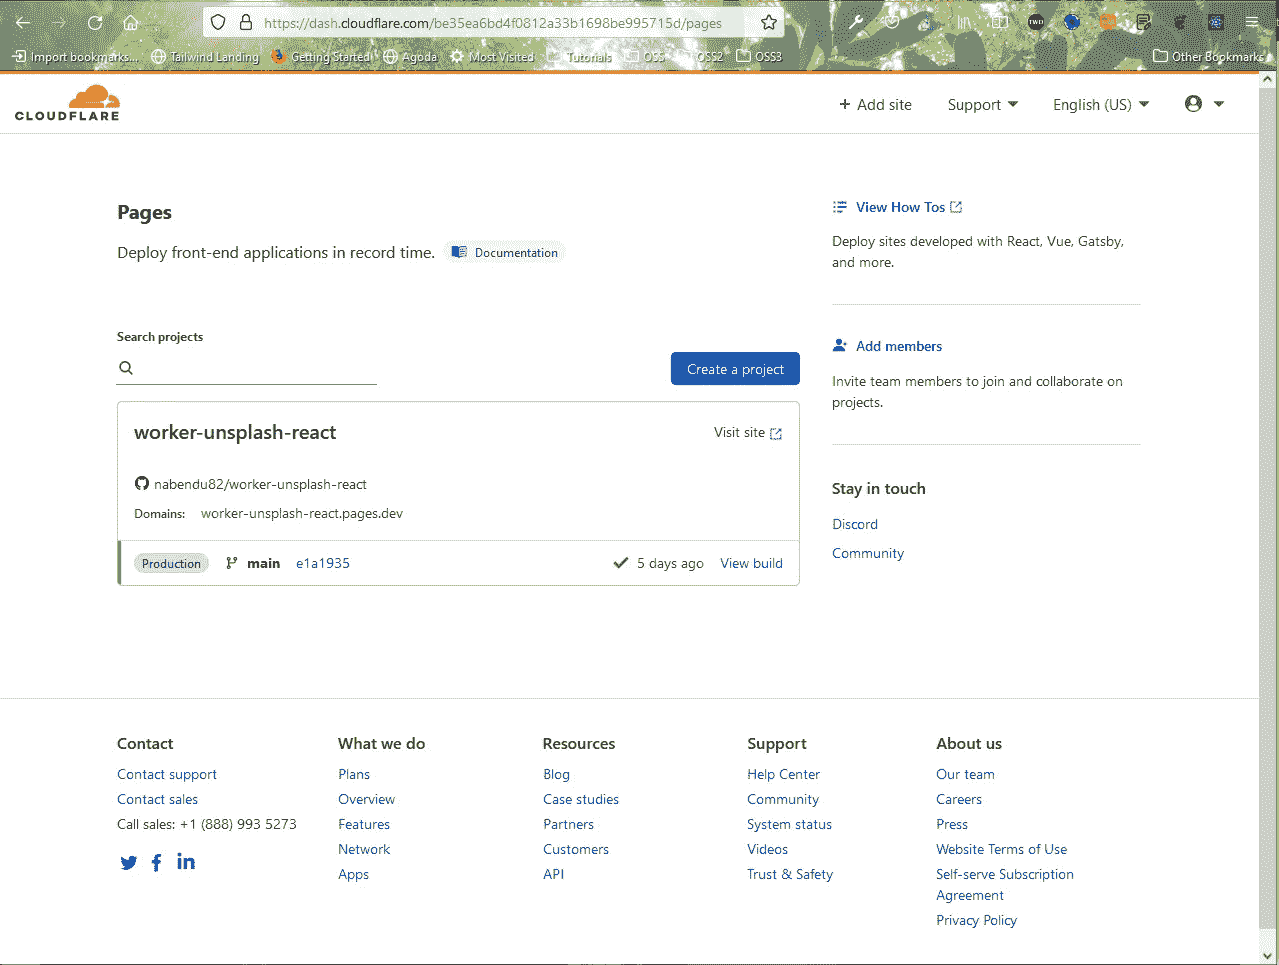 https://dash.cloudflare.com/be35ea6bd4f0812a33b1698be995715d/pages
Import bookmarks... Tailwind Landing Getting Started Agoda Most Visited Tutorials OSS OSS2 OSS3 Other Bookmarks
CLOUDFLARE
+ Add site Support English (US)
Pages
Deploy front-end applications in record time. Documentation
View How Tos
Deploy sites developed with React, Vue, Gatsby,
and more.
Search projects
Create a project
Add members
Invite team members to join and collaborate on
projects.
worker-unsplash-react Visit site
nabendu82/worker-unsplash-react
Domains: worker-unsplash-react.pages.dev
Production main e1a1935 5 days ago View build
Stay in touch
Discord
Community
Contact
Contact support
Contact sales
Call sales: +1 (888) 993 5273
What we do
Plans
Overview
Features
Network
Apps
Resources
Blog
Case studies
Partners
Customers
API
Support
Help Center
Community
System status
Videos
Trust & Safety
About us
Our team
Careers
Press
Website Terms of Use
Self-serve Subscription
Agreement
Privacy Policy